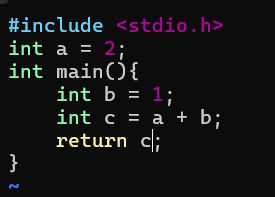 #include <stdio.h>
int a = 2;
int main(){
    int b = 1;
    int c = a + b;
    return c;
}
~